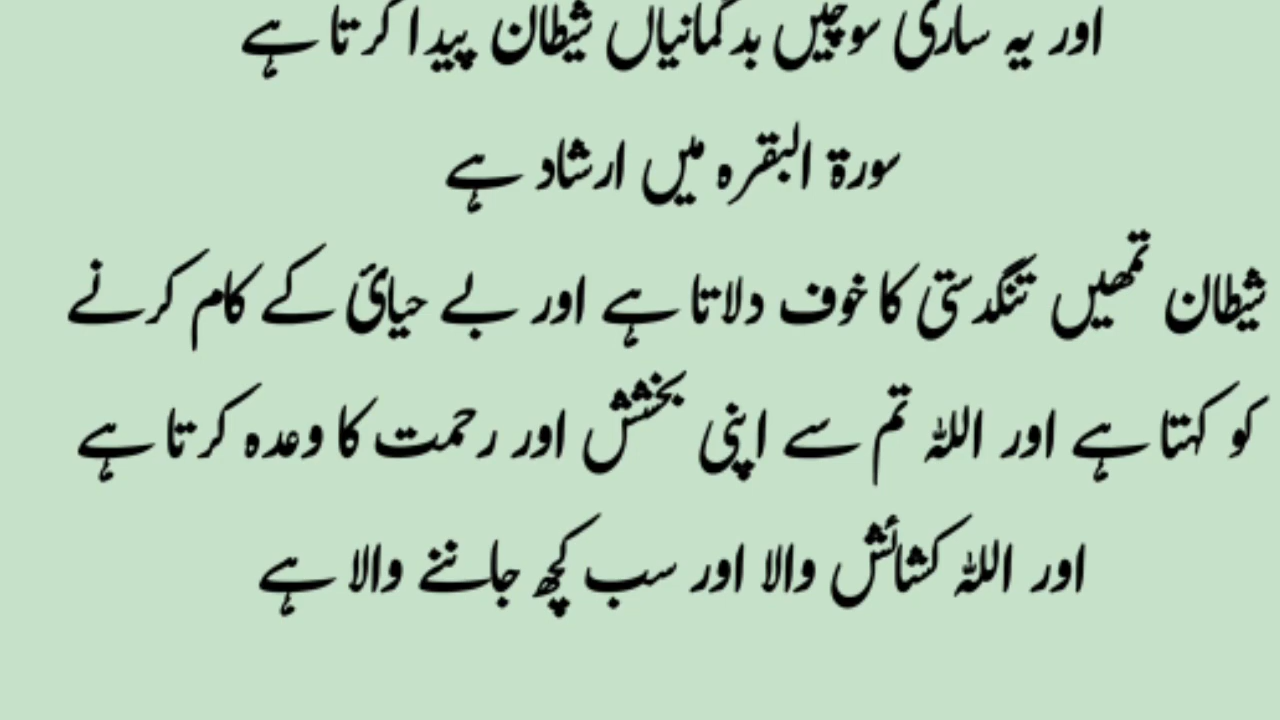 اور یہ ساری سوچیں بدگمانیاں شیطان پیدا کرتا ہے
سورۃ البقرہ میں ارشاد ہے
شیطان تمھیں تنگدستی کا خوف دلاتا ہے اور بے حیائ کے کام کرنے
کو کہتا ہے اور اللہ تم سے اپنی بخشش اور رحمت کا وعدہ کرتا ہے
اور اللہ کشائش والا اور سب کچھ جاننے والا ہے